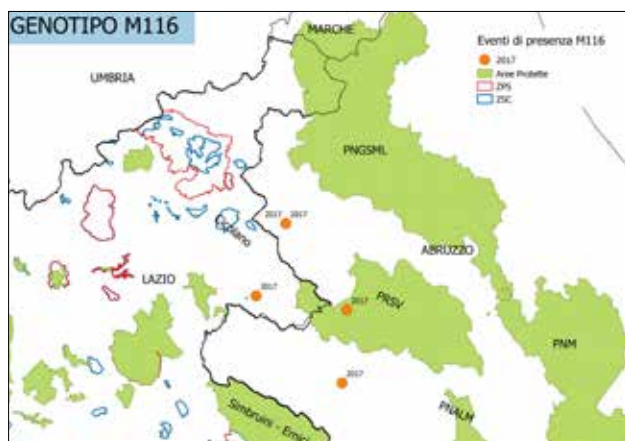 GENOTIPO M116
MARCHE
Eventi di presenza M116
2017
Aree Protette
ZPS
ZSC
UMBRIA
PNGSML
2017 2017
ABRUZZO
LAZIO
2017
PRSV
2017
PNM
2017
PNALM
Simbruini - Ernici